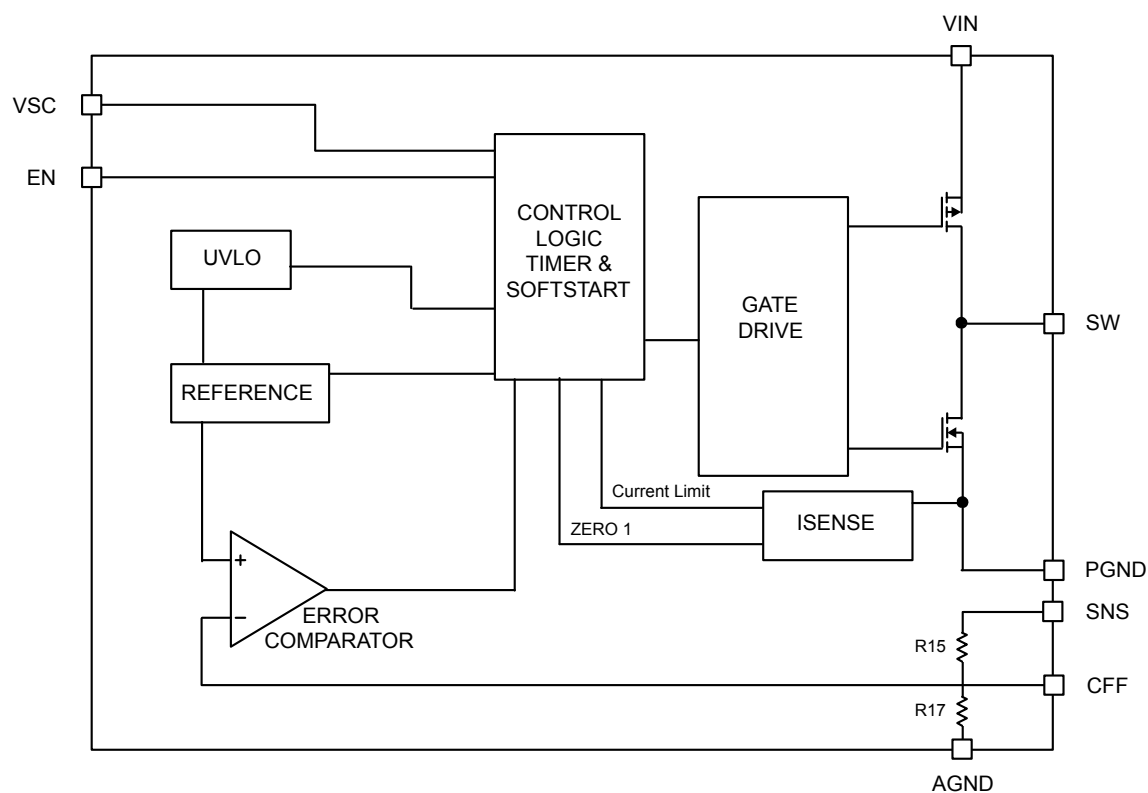 VIN
VSC
EN
CONTROL
LOGIC
TIMER &
SOFTSTART
UVLO
GATE
DRIVE
SW
REFERENCE
Current Limit
ISENSE
ZERO 1
+
−
ERROR
COMPARATOR
PGND
SNS
R15
CFF
R17
AGND